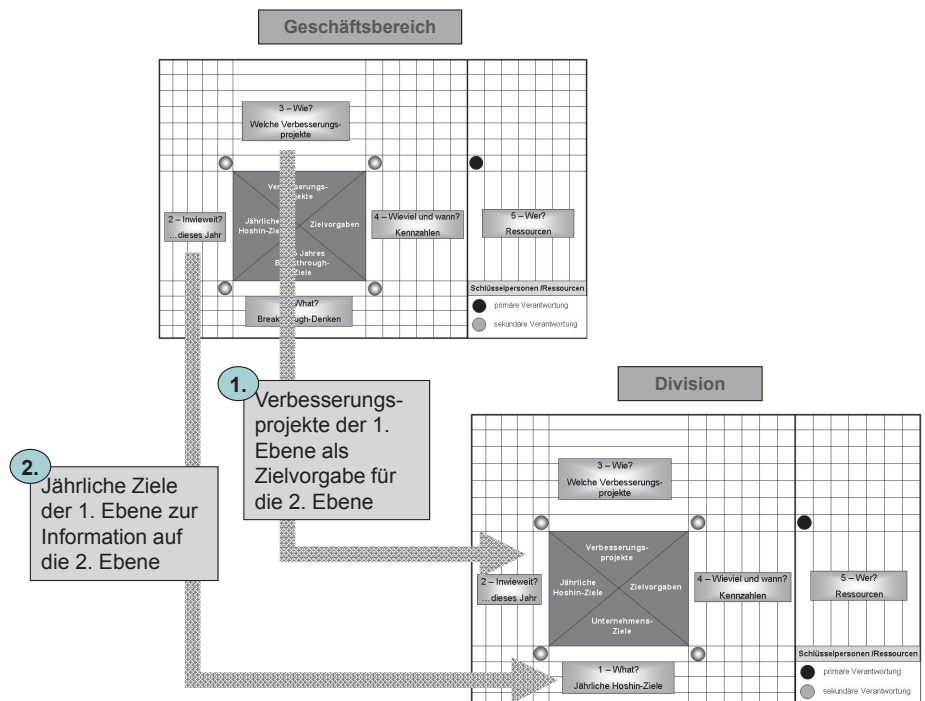 Geschäftsbereich
3 – Wie?
Welche Verbesserungs-
projekte
Verbesserungs-
projekte
2 – Inwieweit?
...dieses Jahr
Jährliche
Hoshin-Ziele
Zielvorgaben
4 – Wieviel und wann?
Kennzahlen
5 – Wer?
Ressourcen
Jahres
Ziele
What?
Schlüsselpersonen /Ressourcen
primäre Verantwortung
sekundäre Verantwortung
1.
Verbesserungs-
projekte der 1.
Ebene als
Zielvorgabe für
die 2. Ebene
2.
Jährliche Ziele
der 1. Ebene zur
Information auf
die 2. Ebene
Division
3 – Wie?
Welche Verbesserungs-
projekte
Verbesserungs-
projekte
2 – Inwieweit?
...dieses Jahr
Jährliche
Hoshin-Ziele
Zielvorgaben
4 – Wieviel und wann?
Kennzahlen
5 – Wer?
Ressourcen
Unternehmens-
Ziele
1 – What?
Jährliche Hoshin-Ziele
Schlüsselpersonen /Ressourcen
primäre Verantwortung
sekundäre Verantwortung